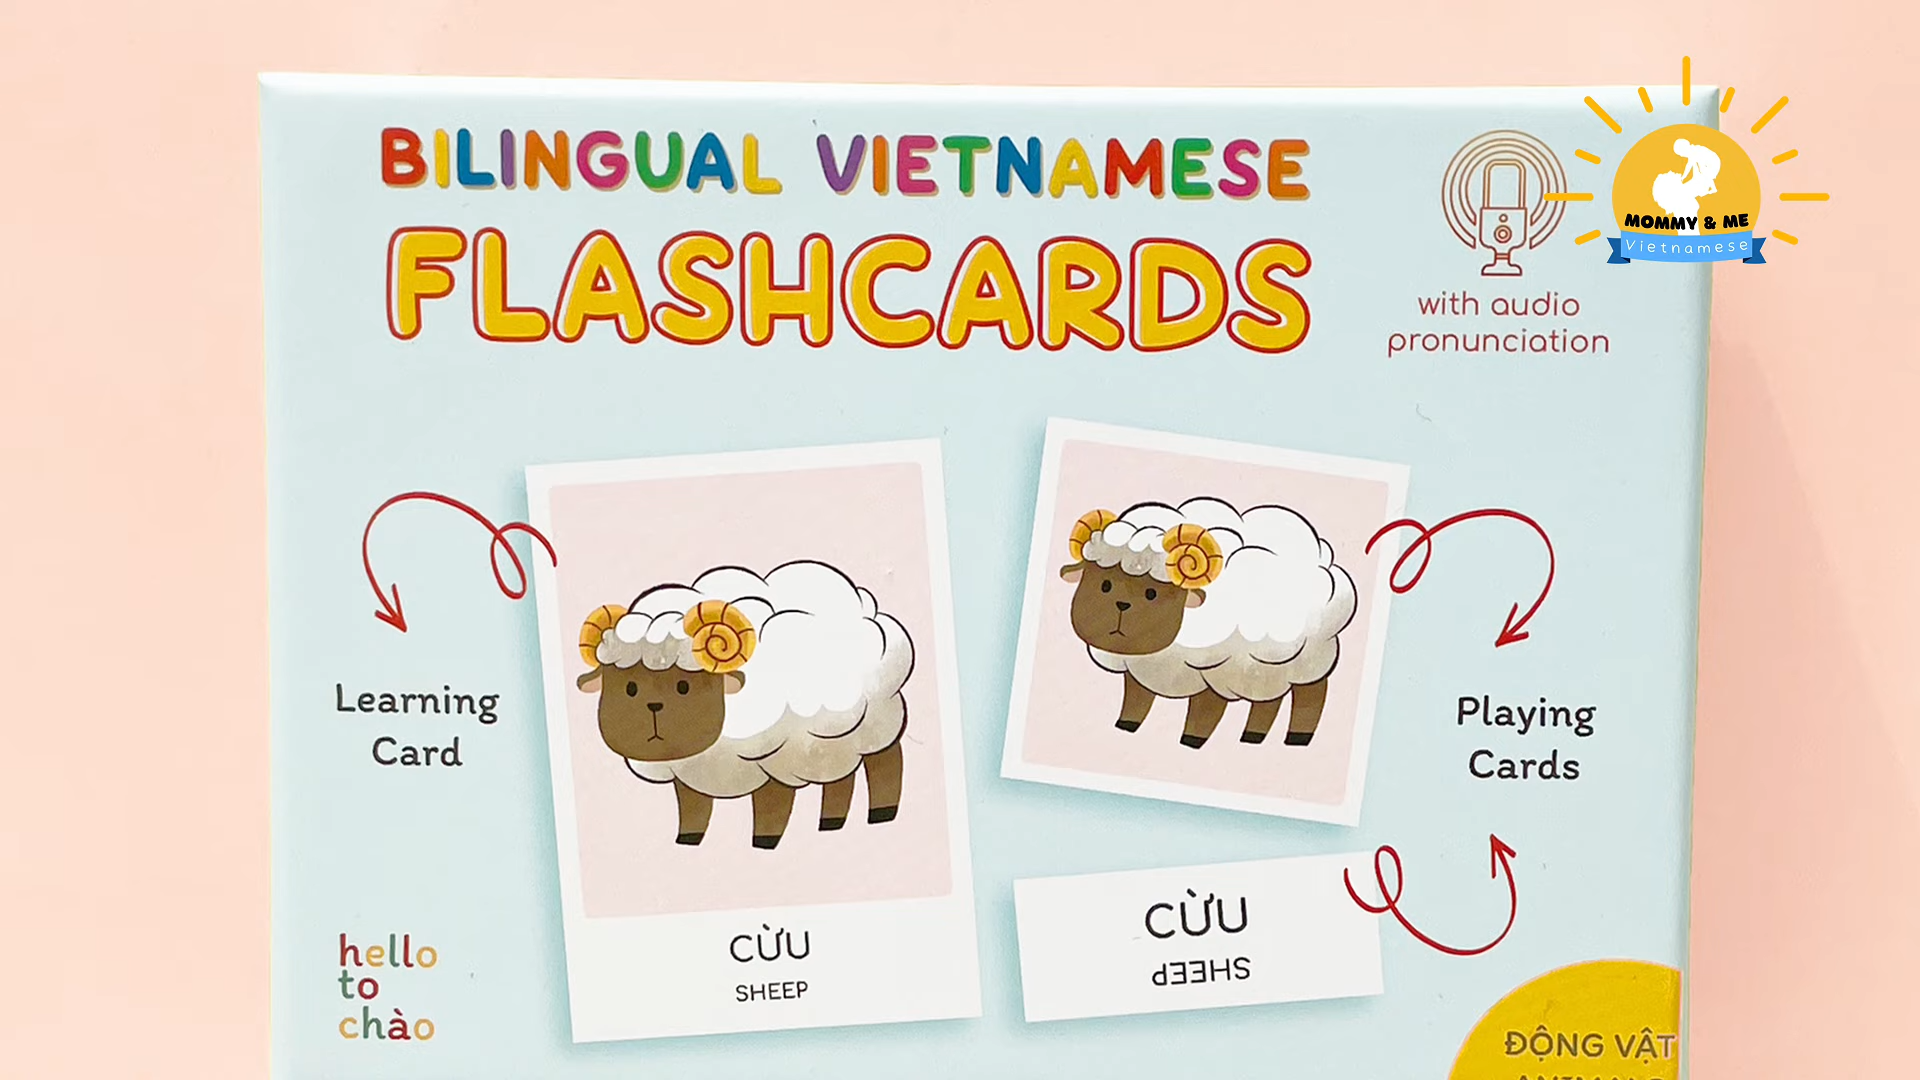 BILINGUAL VIETNAMESE
FLASHCARDS
with audio
pronunciation
MOMMY & ME
Vietnamese
Learning
Card
CỪU
SHEEP
Playing
Cards
CỪU
SHEEP
hello
to
chào
ĐỘNG VẬT